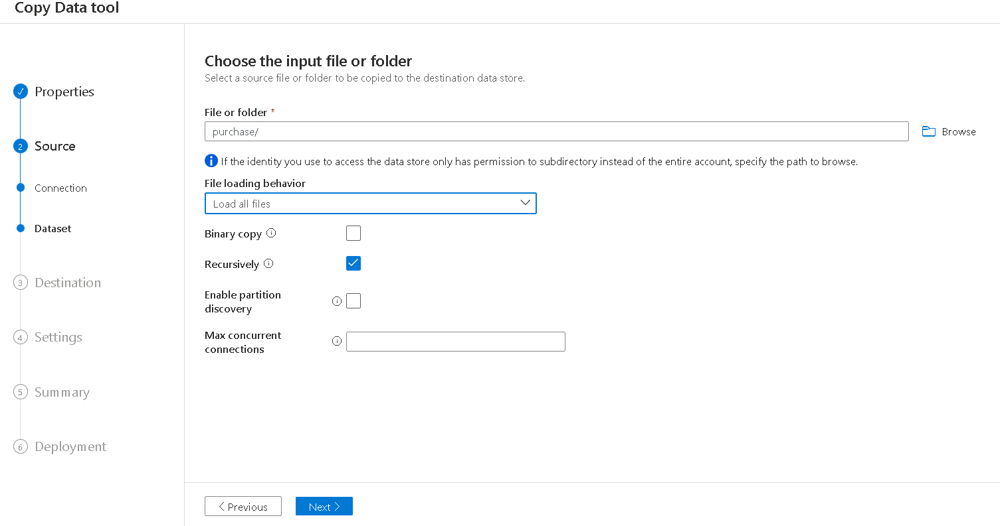 Copy Data tool
Properties
2 Source
Connection
Dataset
3 Destination
4 Settings
5 Summary
6 Deployment
Choose the input file or folder
Select a source file or folder to be copied to the destination data store.
File or folder *
purchase/
Browse
If the identity you use to access the data store only has permission to subdirectory instead of the entire account, specify the path to browse.
File loading behavior
Load all files
Binary copy
Recursively
Enable partition
discovery
Max concurrent
connections
Previous
Next